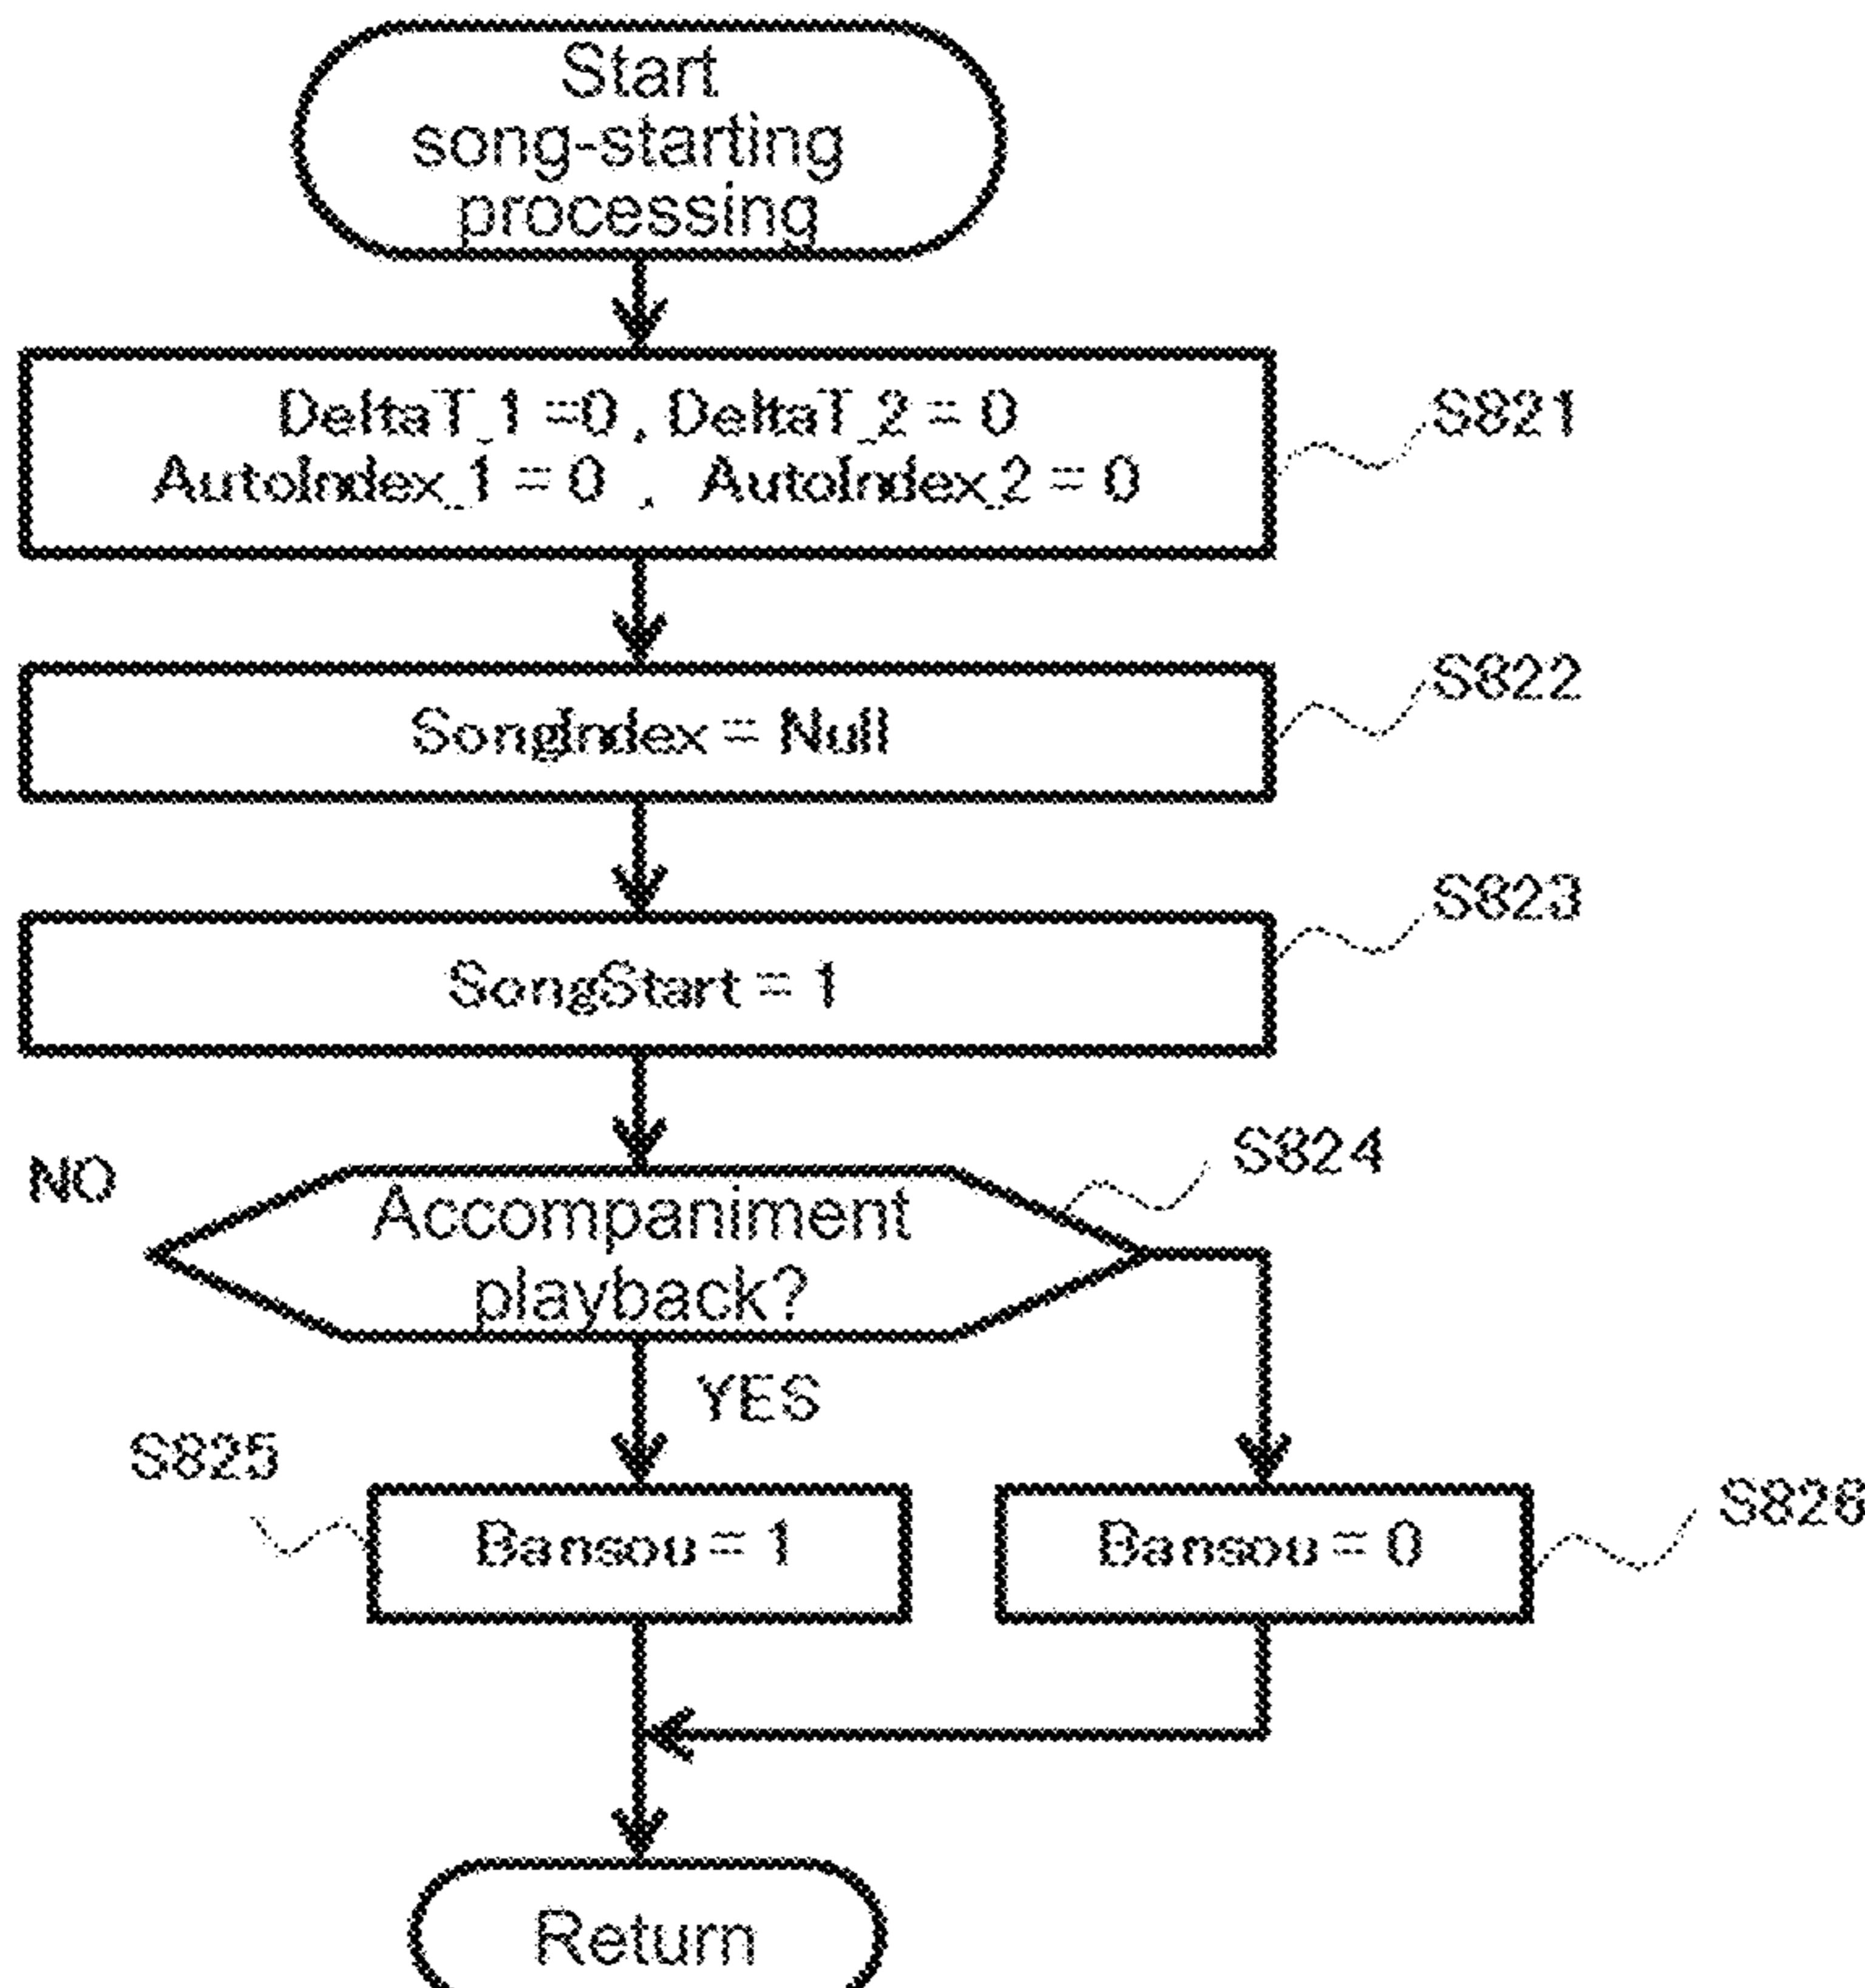 Start
song-starting
processing
DeltaT_1 =0 , DeltaT_2 = 0
AutoIndex_1 = 0 , AutoIndex_2 = 0
S821
SongIndex = Null
S822
SongStart = 1
S823
NO
Accompaniment
playback?
S824
YES
S825
Bansou = 1
Bansou = 0
S826
Return